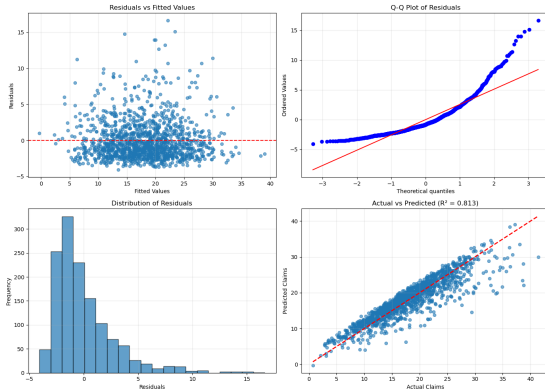 Residuals vs Fitted Values
15
10
5
0
−5
Residuals
0 5 10 15 20 25 30 35 40
Fitted Values
Q-Q Plot of Residuals
15
10
5
0
−5
Ordered Values
−3 −2 −1 0 1 2 3
Theoretical quantiles
Distribution of Residuals
300
250
200
150
100
50
0
Frequency
−5 0 5 10 15
Residuals
Actual vs Predicted (R² = 0.813)
40
30
20
10
0
Predicted Claims
0 5 10 15 20 25 30 35 40
Actual Claims